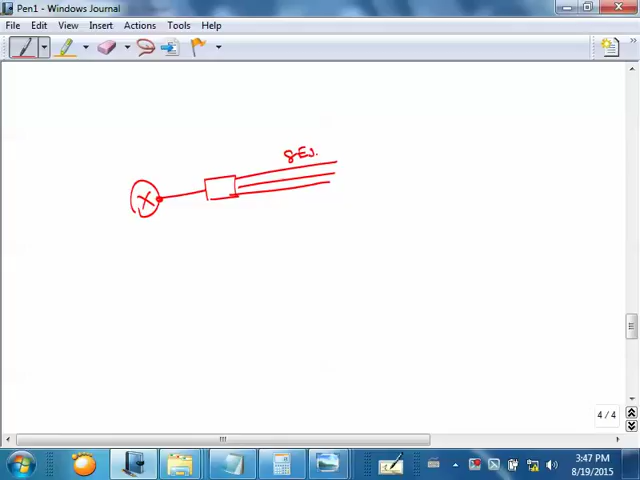 Pen1 - Windows Journal
File Edit View Insert Actions Tools Help
X
4 / 4
3:47 PM
8/19/2015